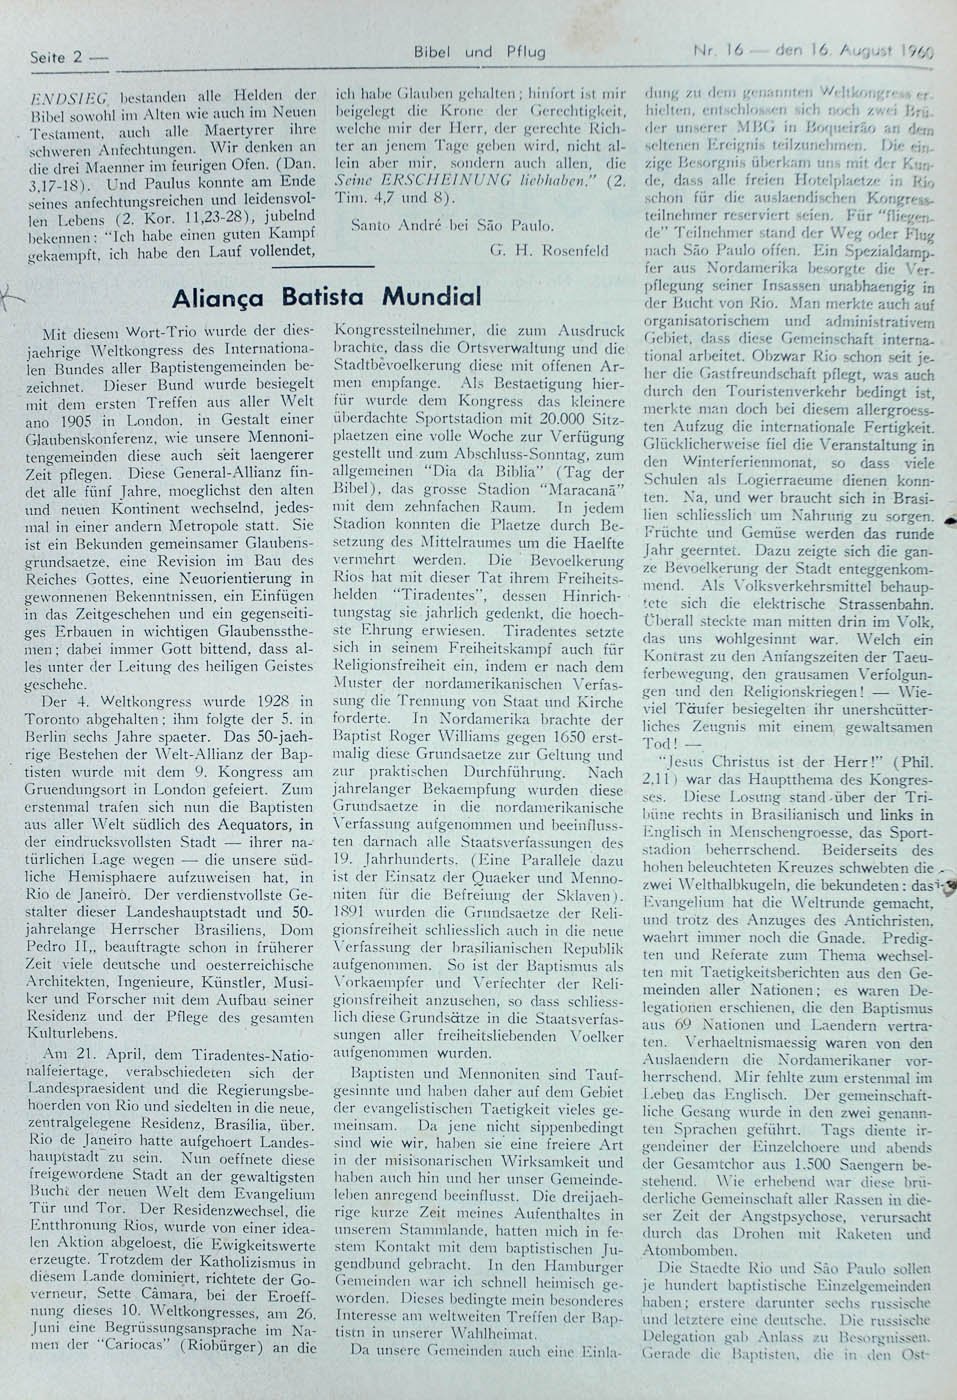 Seite 2 —
Bibel und Pflug
Nr. 16 — den 16. August 1960
ENDSIEG bestanden alle Helden der
Bibel sowohl im Alten wie auch im Neuen
Testament, auch alle Maertyrer ihre
schweren Anfechtungen. Wir denken an
die drei Maenner im feurigen Ofen. (Dan.
3,17-18). Und Paulus konnte am Ende
seines anfechtungsreichen und leidensvol-
len Lebens (2. Kor. 11,23-28), jubelnd
bekennen: "Ich habe einen guten Kampf
gekaempft, ich habe den Lauf vollendet,
ich habe Glauben gehalten; hinfort ist mir
beigelegt die Krone der Gerechtigkeit,
welche mir der Herr, der gerechte Rich-
ter an jenem Tage geben wird, nicht al-
lein aber mir, sondern auch allen, die
Seine ERSCHEINUNG liebhaben." (2.
Tim. 4,7 und 8).
Santo André bei São Paulo.
G. H. Rosenfeld
Aliança Batista Mundial
Mit diesem Wort-Trio wurde der dies-
jaehrige Weltkongress des Internationa-
len Bundes aller Baptistengemeinden be-
zeichnet. Dieser Bund wurde besiegelt
mit dem ersten Treffen aus aller Welt
ano 1905 in London, in Gestalt einer
Glaubenskonferenz, wie unsere Mennoni-
tengemeinden diese auch seit laengerer
Zeit pflegen. Diese General-Allianz fin-
det alle fünf Jahre, moeglichst den alten
und neuen Kontinent wechselnd, jedes-
mal in einer andern Metropole statt. Sie
ist ein Bekunden gemeinsamer Glaubens-
grundsaetze, eine Revision im Bau des
Reiches Gottes, eine Neuorientierung in
gewonnenen Bekenntnissen, ein Einfügen
in das Zeitgeschehen und ein gegenseiti-
ges Erbauen in wichtigen Glaubenssthe-
men; dabei immer Gott bittend, dass al-
les unter der Leitung des heiligen Geistes
geschehe.
Der 4. Weltkongress wurde 1928 in
Toronto abgehalten; ihm folgte der 5. in
Berlin sechs Jahre spaeter. Das 50-jaeh-
rige Bestehen der Welt-Allianz der Bap-
tisten wurde mit dem 9. Kongress am
Gruendungsort in London gefeiert. Zum
erstenmal trafen sich nun die Baptisten
aus aller Welt südlich des Aequators, in
der eindrucksvollsten Stadt — ihrer na-
türlichen Lage wegen — die unsere süd-
liche Hemisphaere aufzuweisen hat, in
Rio de Janeiro. Der verdienstvollste Ge-
stalter dieser Landeshauptstadt und 50-
jahrelange Herrscher Brasiliens, Dom
Pedro II., beauftragte schon in früherer
Zeit viele deutsche und oesterreichische
Architekten, Ingenieure, Künstler, Musi-
ker und Forscher mit dem Aufbau seiner
Residenz und der Pflege des gesamten
Kulturlebens.
Am 21. April, dem Tiradentes-Natio-
nalfeiertage, verabschiedeten sich der
Landespraesident und die Regierungsbe-
hoerden von Rio und siedelten in die neue,
zentralgelegene Residenz, Brasília, über.
Rio de Janeiro hatte aufgehoert Landes-
hauptstadt zu sein. Nun oeffnete diese
freigewordene Stadt an der gewaltigsten
Bucht der neuen Welt dem Evangelium
Tür und Tor. Der Residenzwechsel, die
Entthronung Rios, wurde von einer idea-
len Aktion abgeloest, die Ewigkeitswerte
erzeugte. Trotzdem der Katholizismus in
diesem Lande dominiert, richtete der Go-
verneur, Sette Câmara, bei der Eroeff-
nung dieses 10. Weltkongresses, am 26.
Juni eine Begrüssungsansprache im Na-
men der "Cariocas" (Riobürger) an die
Kongressteilnehmer, die zum Ausdruck
brachte, dass die Ortsverwaltung und die
Stadtbevoelkerung diese mit offenen Ar-
men empfange. Als Bestaetigung hier-
für wurde dem Kongress das kleinere
überdachte Sportstadion mit 20.000 Sitz-
plaetzen eine volle Woche zur Verfügung
gestellt und zum Abschluss-Sonntag, zum
allgemeinen "Dia da Biblia" (Tag der
Bibel), das grosse Stadion "Maracanã"
mit dem zehnfachen Raum. In jedem
Stadion konnten die Plaetze durch Be-
setzung des Mittelraumes um die Haelfte
vermehrt werden. Die Bevoelkerung
Rios hat mit dieser Tat ihrem Freiheits-
helden "Tiradentes", dessen Hinrich-
tungstag sie jahrlich gedenkt, die hoech-
ste Ehrung erwiesen. Tiradentes setzte
sich in seinem Freiheitskampf auch für
Religionsfreiheit ein, indem er nach dem
Muster der nordamerikanischen Verfas-
sung die Trennung von Staat und Kirche
forderte. In Nordamerika brachte der
Baptist Roger Williams gegen 1650 erst-
malig diese Grundsaetze zur Geltung und
zur praktischen Durchführung. Nach
jahrelanger Bekaempfung wurden diese
Grundsaetze in die nordamerikanische
Verfassung aufgenommen und beeinfluss-
ten darnach alle Staatsverfassungen des
19. Jahrhunderts. (Eine Parallele dazu
ist der Einsatz der Quaeker und Menno-
niten für die Befreiung der Sklaven).
1891 wurden die Grundsaetze der Reli-
gionsfreiheit schliesslich auch in die neue
Verfassung der brasilianischen Republik
aufgenommen. So ist der Baptismus als
Vorkaempfer und Verfechter der Reli-
gionsfreiheit anzusehen, so dass schliess-
lich diese Grundsätze in die Staatsverfas-
sungen aller freiheitsliebenden Voelker
aufgenommen wurden.
Baptisten und Mennoniten sind Tauf-
gesinnte und haben daher auf dem Gebiet
der evangelistischen Taetigkeit vieles ge-
meinsam. Da jene nicht sippenbedingt
sind wie wir, haben sie eine freiere Art
in der misisonarischen Wirksamkeit und
haben auch hin und her unser Gemeinde-
leben anregend beeinflusst. Die dreijaeh-
rige kurze Zeit meines Aufenthaltes in
unserem Stammlande, hatten mich in fe-
stem Kontakt mit dem baptistischen Ju-
gendbund gebracht. In den Hamburger
Gemeinden war ich schnell heimisch ge-
worden. Dieses bedingte mein besonderes
Interesse am weltweiten Treffen der Bap-
tistn in unserer Wahlheimat.
Da unsere Gemeinden auch eine Einla-
dung zu dem genannten Weltkongress er-
hielten, entschlossen sich noch zwei Brü-
der unserer MBG in Boqueirão an dem
seltenen Ereignis teilzunehmen. Die ein-
zige Besorgnis überkam uns mit der Kun-
de, dass alle freien Hotelplaetze in Rio
schon für die auslaendischen Kongress-
teilnehmer reserviert seien. Für "fliegen-
de" Teilnehmer stand der Weg oder Flug
nach São Paulo offen. Ein Spezialdamp-
fer aus Nordamerika besorgte die Ver-
pflegung seiner Insassen unabhaengig in
der Bucht von Rio. Man merkte auch auf
organisatorischem und administrativem
Gebiet, dass diese Gemeinschaft interna-
tional arbeitet. Obzwar Rio schon seit je-
her die Gastfreundschaft pflegt, was auch
durch den Touristenverkehr bedingt ist,
merkte man doch bei diesem allergroess-
ten Aufzug die internationale Fertigkeit.
Glücklicherweise fiel die Veranstaltung in
den Winterferienmonat, so dass viele
Schulen als Logierraeume dienen konn-
ten. Na, und wer braucht sich in Brasi-
lien schliesslich um Nahrung zu sorgen.
Früchte und Gemüse werden das runde
Jahr geerntet. Dazu zeigte sich die gan-
ze Bevoelkerung der Stadt enteggenkom-
mend. Als Volksverkehrsmittel behaup-
tete sich die elektrische Strassenbahn.
Überall steckte man mitten drin im Volk,
das uns wohlgesinnt war. Welch ein
Kontrast zu den Anfangszeiten der Taeu-
ferbewegung, den grausamen Verfolgun-
gen und den Religionskriegen! — Wie-
viel Täufer besiegelten ihr unershcütter-
liches Zeugnis mit einem gewaltsamen
Tod! —
"Jesus Christus ist der Herr!" (Phil.
2,11) war das Hauptthema des Kongres-
ses. Diese Losung stand über der Tri-
büne rechts in Brasilianisch und links in
Englisch in Menschengroesse, das Sport-
stadion beherrschend. Beiderseits des
hohen beleuchteten Kreuzes schwebten die
zwei Welthalbkugeln, die bekundeten: das
Evangelium hat die Weltrunde gemacht,
und trotz des Anzuges des Antichristen,
waehrt immer noch die Gnade. Predig-
ten und Referate zum Thema wechsel-
ten mit Taetigkeitsberichten aus den Ge-
meinden aller Nationen; es waren De-
legationen erschienen, die den Baptismus
aus 69 Nationen und Laendern vertra-
ten. Verhaeltnismaessig waren von den
Auslaendern die Nordamerikaner vor-
herrschend. Mir fehlte zum erstenmal im
Leben das Englisch. Der gemeinschaft-
liche Gesang wurde in den zwei genann-
ten Sprachen geführt. Tags diente ir-
gendeiner der Einzelchoere und abends
der Gesamtchor aus 1.500 Saengern be-
stehend. Wie erhebend war diese brü-
derliche Gemeinschaft aller Rassen in die-
ser Zeit der Angstpsychose, verursacht
durch das Drohen mit Raketen und
Atombomben.
Die Staedte Rio und São Paulo sollen
je hundert baptistische Einzelgemeinden
haben; erstere darunter sechs russische
und letztere eine deutsche. Die russische
Delegation gab Anlass zu Besorgnissen.
Gerade die Baptisten, die in den Ost-